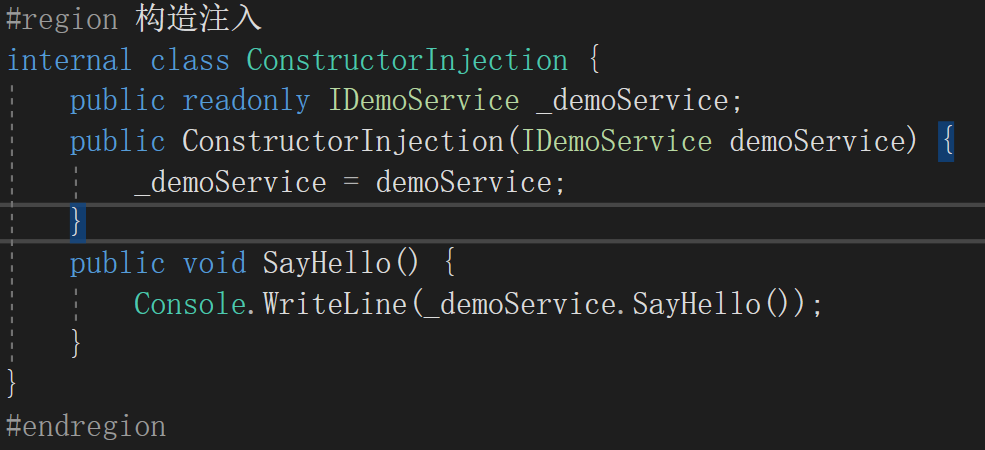 #region 构造注入
internal class ConstructorInjection {
    public readonly IDemoService _demoService;
    public ConstructorInjection(IDemoService demoService) {
        _demoService = demoService;
    }
    public void SayHello() {
        Console.WriteLine(_demoService.SayHello());
    }
}
#endregion